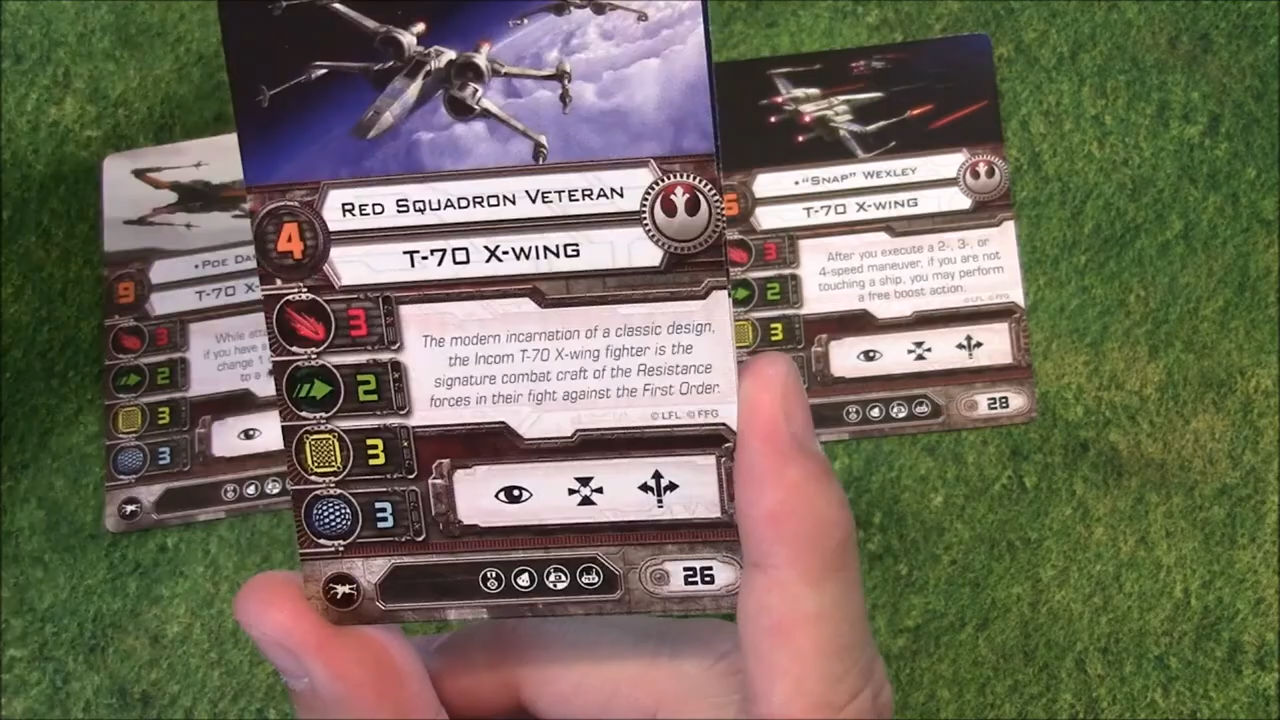 Red Squadron Veteran
4
T-70 X-wing
3
2
3
3
The modern incarnation of a classic design,
the Incom T-70 X-wing fighter is the
signature combat craft of the Resistance
forces in their fight against the First Order.
© LFL © FFG
26
•"Snap" Wexley
6
T-70 X-wing
3
2
3
After you execute a 2-, 3-, or
4-speed maneuver, if you are not
touching a ship, you may perform
a free boost action.
© LFL © FFG
28
•Poe Da
9
T-70 X-
3
2
3
3
While att
if you have a
change 1
to a